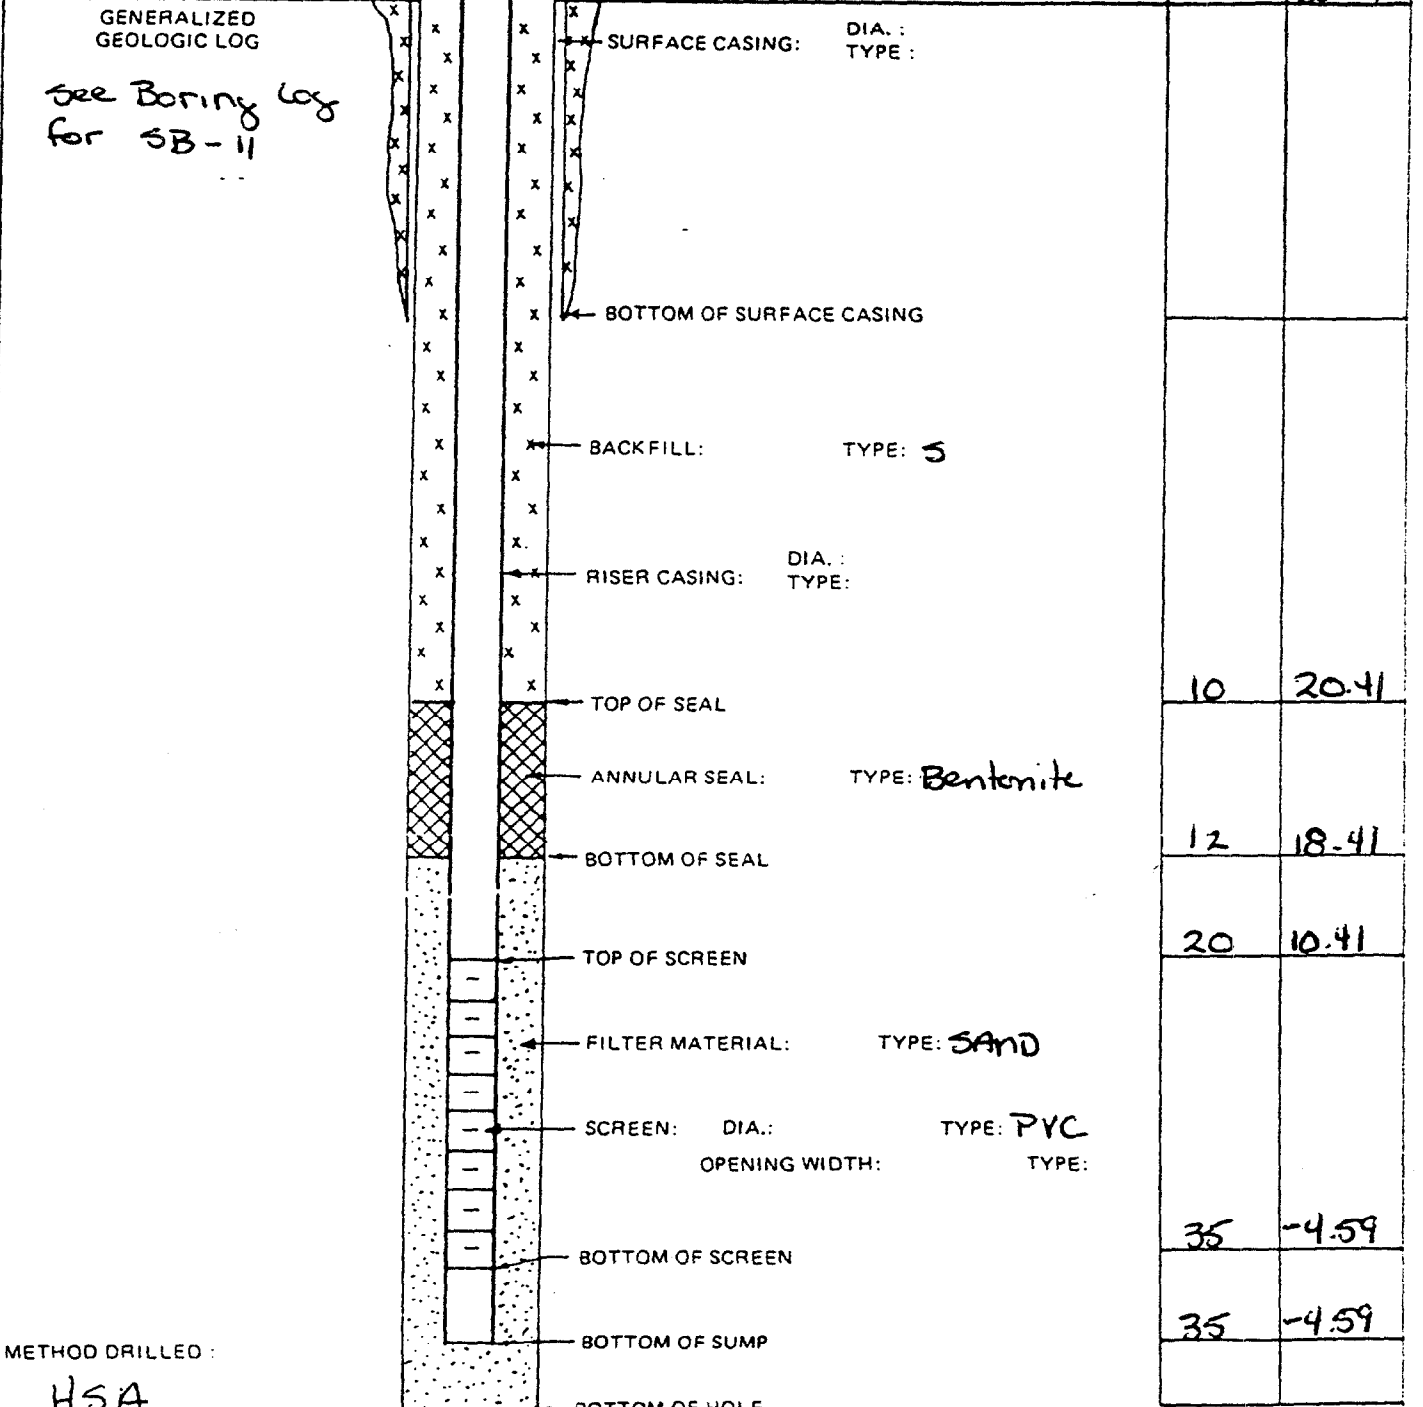 GENERALIZED
GEOLOGIC LOG
see Boring Log
for SB-11
SURFACE CASING: DIA. :
TYPE :
BOTTOM OF SURFACE CASING
BACKFILL: TYPE: S
RISER CASING: DIA. :
TYPE:
TOP OF SEAL 10 20.41
ANNULAR SEAL: TYPE: Bentonite
BOTTOM OF SEAL 12 18.41
TOP OF SCREEN 20 10.41
FILTER MATERIAL: TYPE: SAND
SCREEN: DIA.: TYPE: PVC
OPENING WIDTH: TYPE:
BOTTOM OF SCREEN 35 -4.59
BOTTOM OF SUMP 35 -4.59
METHOD DRILLED :
HSA
BOTTOM OF HOLE